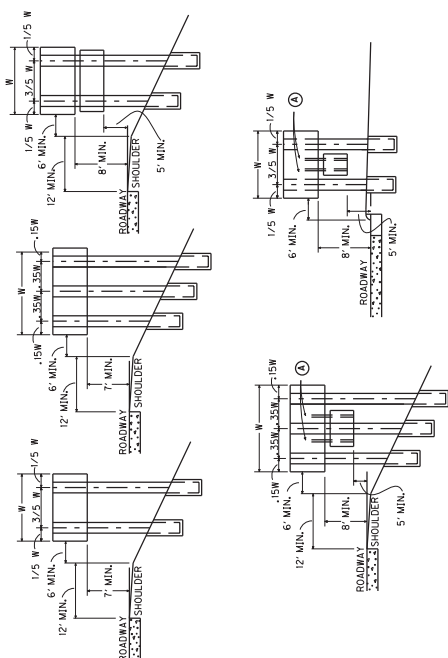 W
1/5 W
3/5 W
1/5 W
6' MIN.
12' MIN.
7' MIN.
ROADWAY
SHOULDER
W
.15W
.35W
.35W
.15W
6' MIN.
12' MIN.
7' MIN.
ROADWAY
SHOULDER
W
1/5 W
3/5 W
1/5 W
6' MIN.
12' MIN.
8' MIN.
5' MIN.
ROADWAY
SHOULDER
W
.15W
.35W
.35W
.15W
A
6' MIN.
12' MIN.
8' MIN.
5' MIN.
ROADWAY
SHOULDER
W
1/5 W
3/5 W
1/5 W
A
6' MIN.
8' MIN.
5' MIN.
ROADWAY